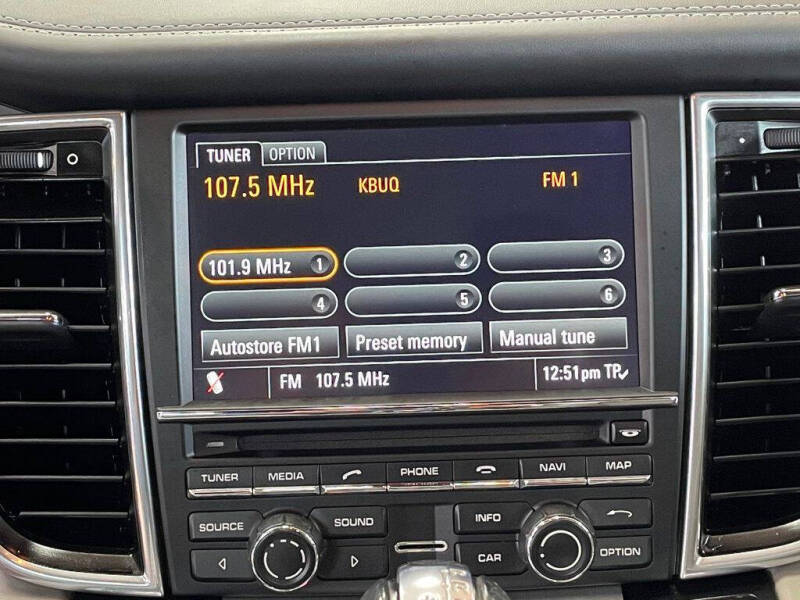 TUNER OPTION
107.5 MHz KBUQ FM 1
101.9 MHz 1 2 3
4 5 6
Autostore FM1 Preset memory Manual tune
FM 107.5 MHz 12:51pm TP
TUNER MEDIA PHONE NAVI MAP
SOURCE SOUND INFO
CAR OPTION